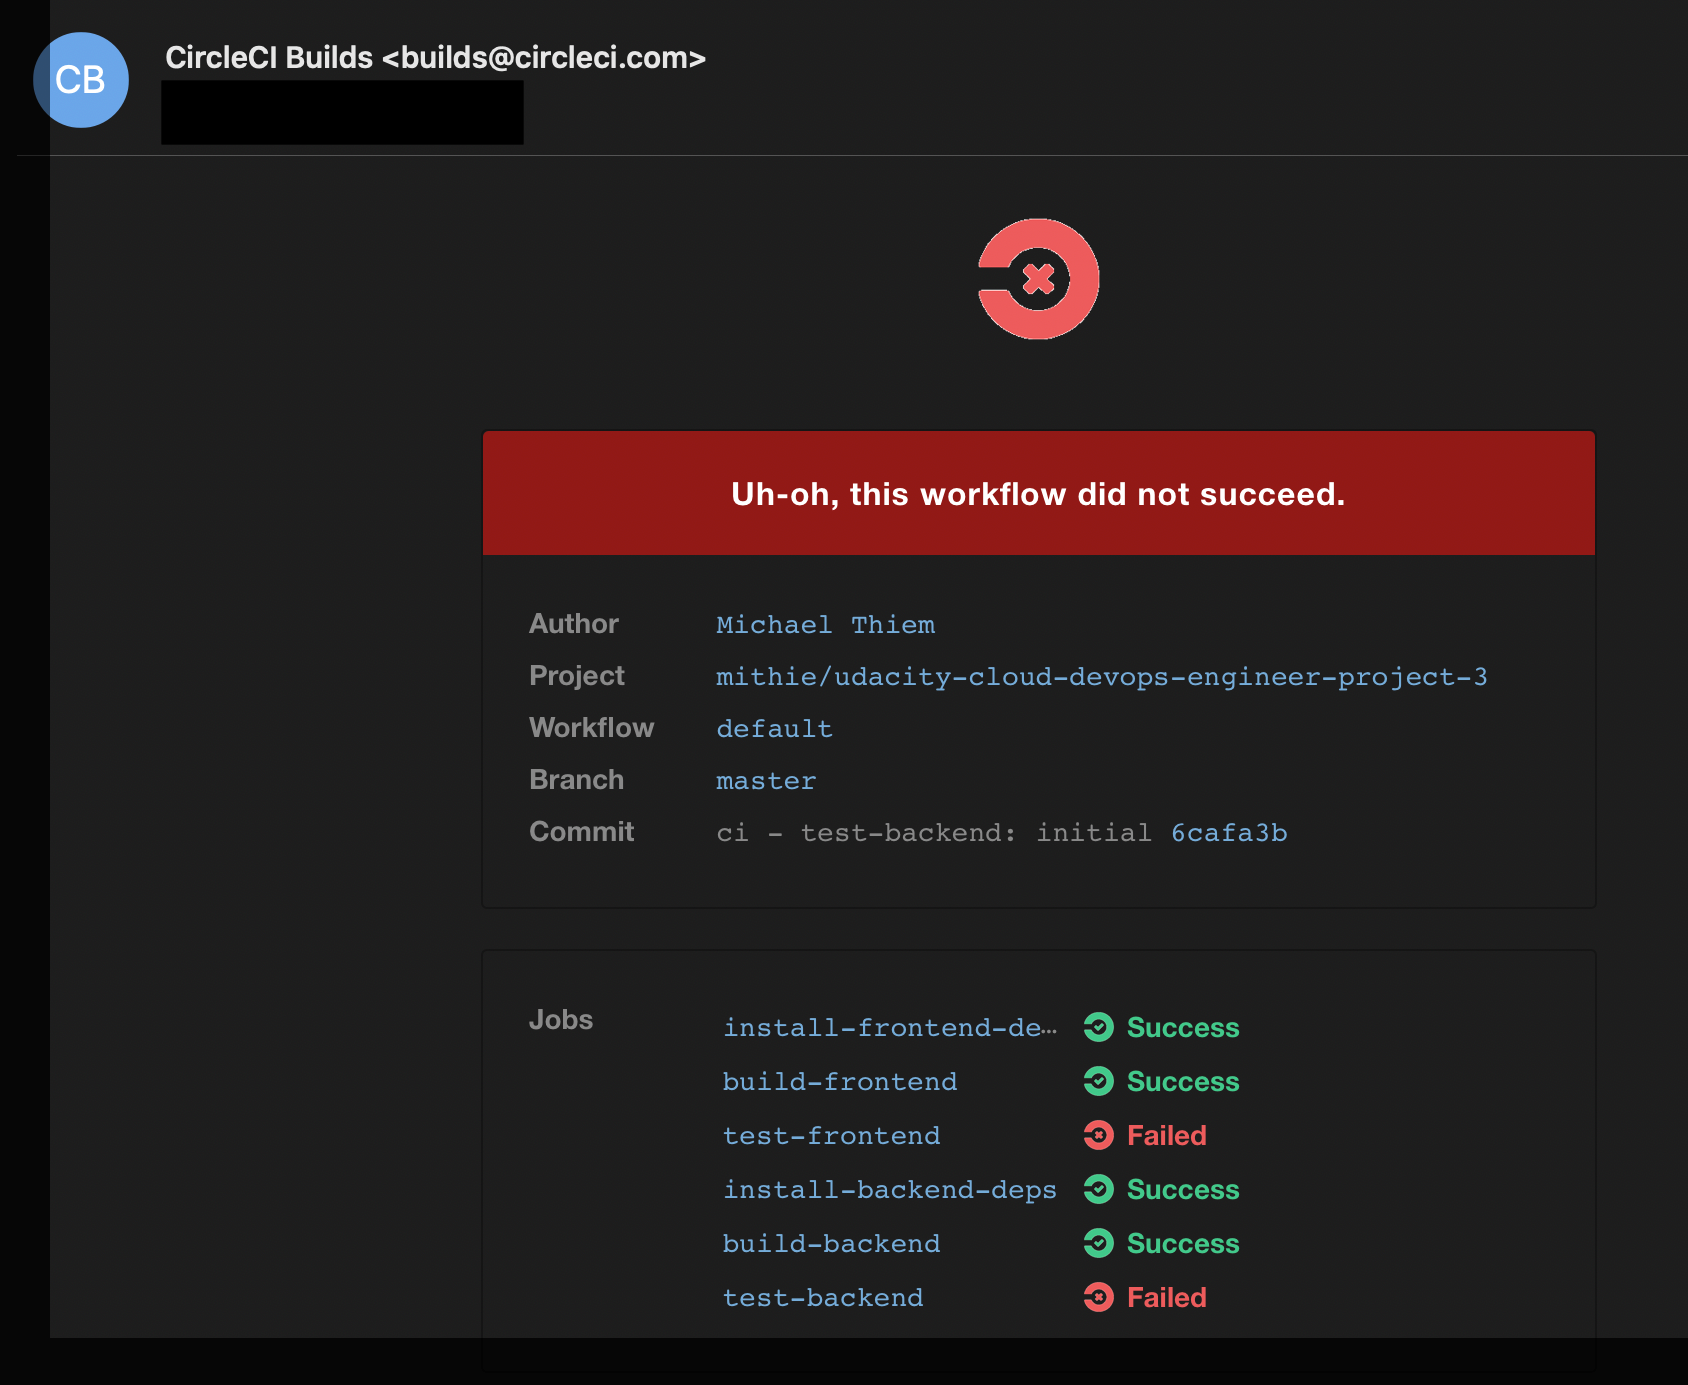 CB
CircleCI Builds <builds@circleci.com>
Uh-oh, this workflow did not succeed.
Author Michael Thiem
Project mithie/udacity-cloud-devops-engineer-project-3
Workflow default
Branch master
Commit ci - test-backend: initial 6cafa3b
Jobs install-frontend-de... Success
build-frontend Success
test-frontend Failed
install-backend-deps Success
build-backend Success
test-backend Failed